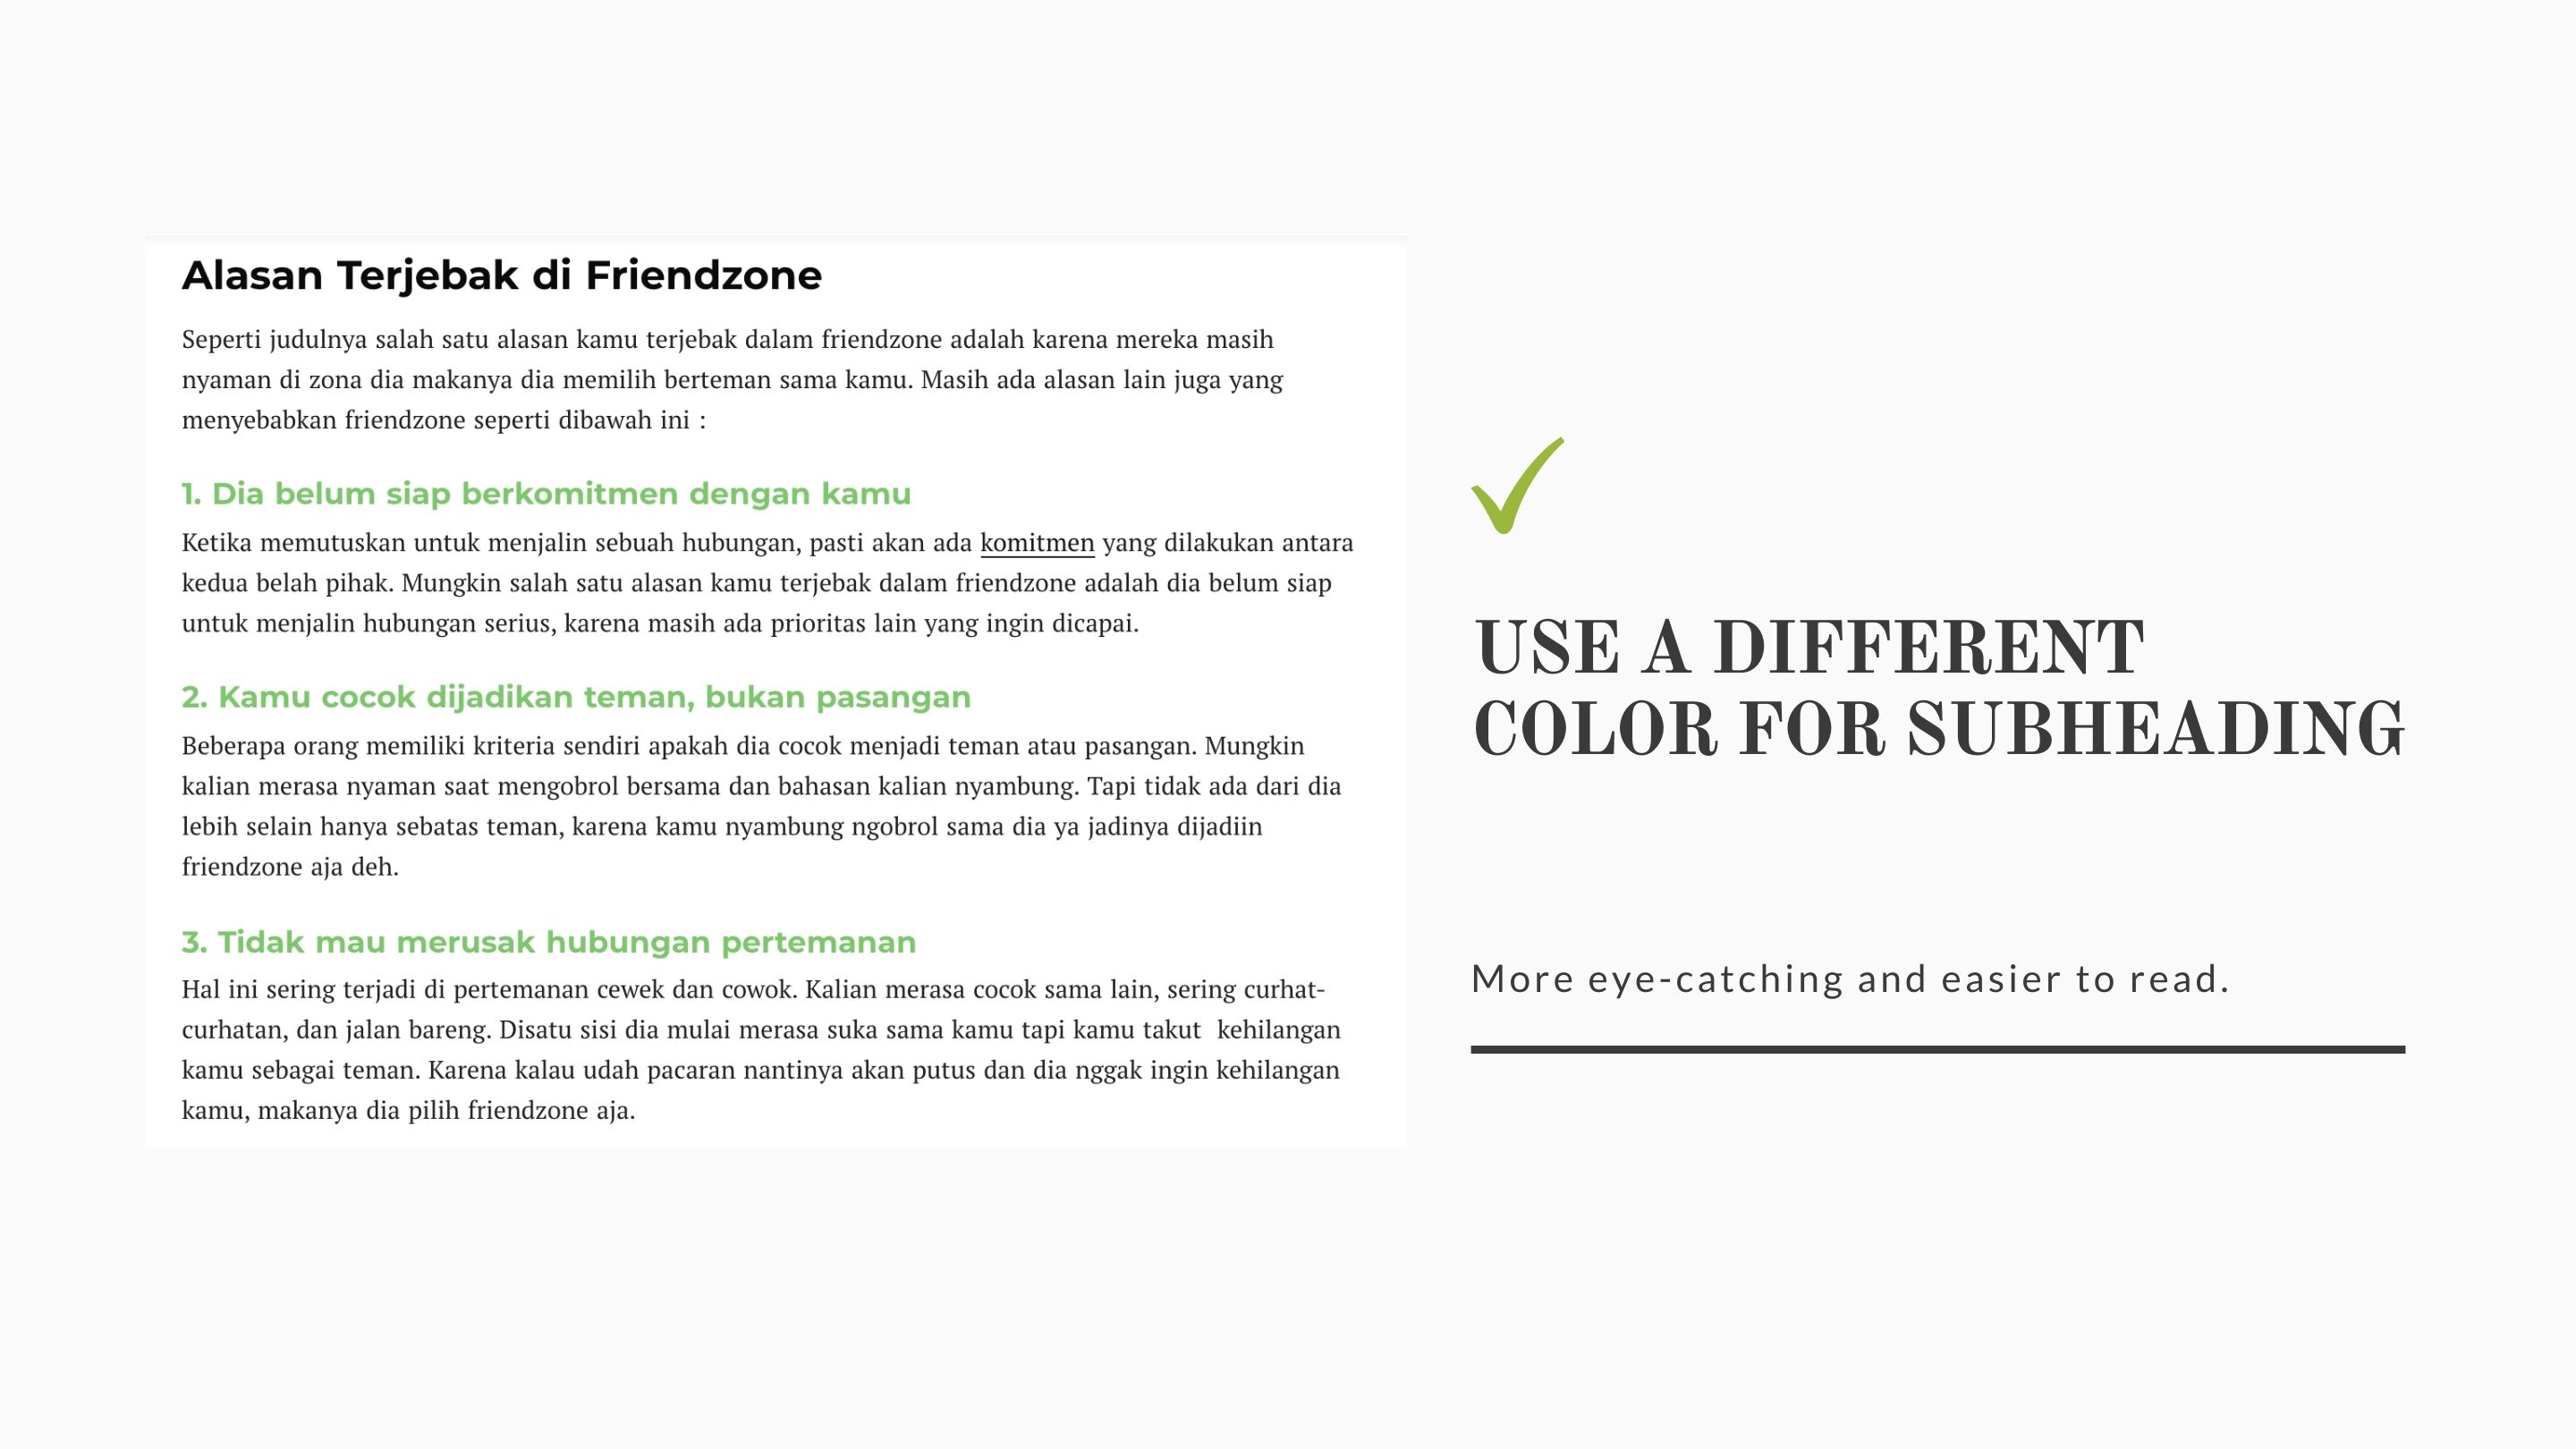 Alasan Terjebak di Friendzone
Seperti judulnya salah satu alasan kamu terjebak dalam friendzone adalah karena mereka masih
nyaman di zona dia makanya dia memilih berteman sama kamu. Masih ada alasan lain juga yang
menyebabkan friendzone seperti dibawah ini :
1. Dia belum siap berkomitmen dengan kamu
Ketika memutuskan untuk menjalin sebuah hubungan, pasti akan ada komitmen yang dilakukan antara
kedua belah pihak. Mungkin salah satu alasan kamu terjebak dalam friendzone adalah dia belum siap
untuk menjalin hubungan serius, karena masih ada prioritas lain yang ingin dicapai.
2. Kamu cocok dijadikan teman, bukan pasangan
Beberapa orang memiliki kriteria sendiri apakah dia cocok menjadi teman atau pasangan. Mungkin
kalian merasa nyaman saat mengobrol bersama dan bahasan kalian nyambung. Tapi tidak ada dari dia
lebih selain hanya sebatas teman, karena kamu nyambung ngobrol sama dia ya jadinya dijadiin
friendzone aja deh.
3. Tidak mau merusak hubungan pertemanan
Hal ini sering terjadi di pertemanan cewek dan cowok. Kalian merasa cocok sama lain, sering curhat-
curhatan, dan jalan bareng. Disatu sisi dia mulai merasa suka sama kamu tapi kamu takut  kehilangan
kamu sebagai teman. Karena kalau udah pacaran nantinya akan putus dan dia nggak ingin kehilangan
kamu, makanya dia pilih friendzone aja.
USE A DIFFERENT
COLOR FOR SUBHEADING
More eye-catching and easier to read.